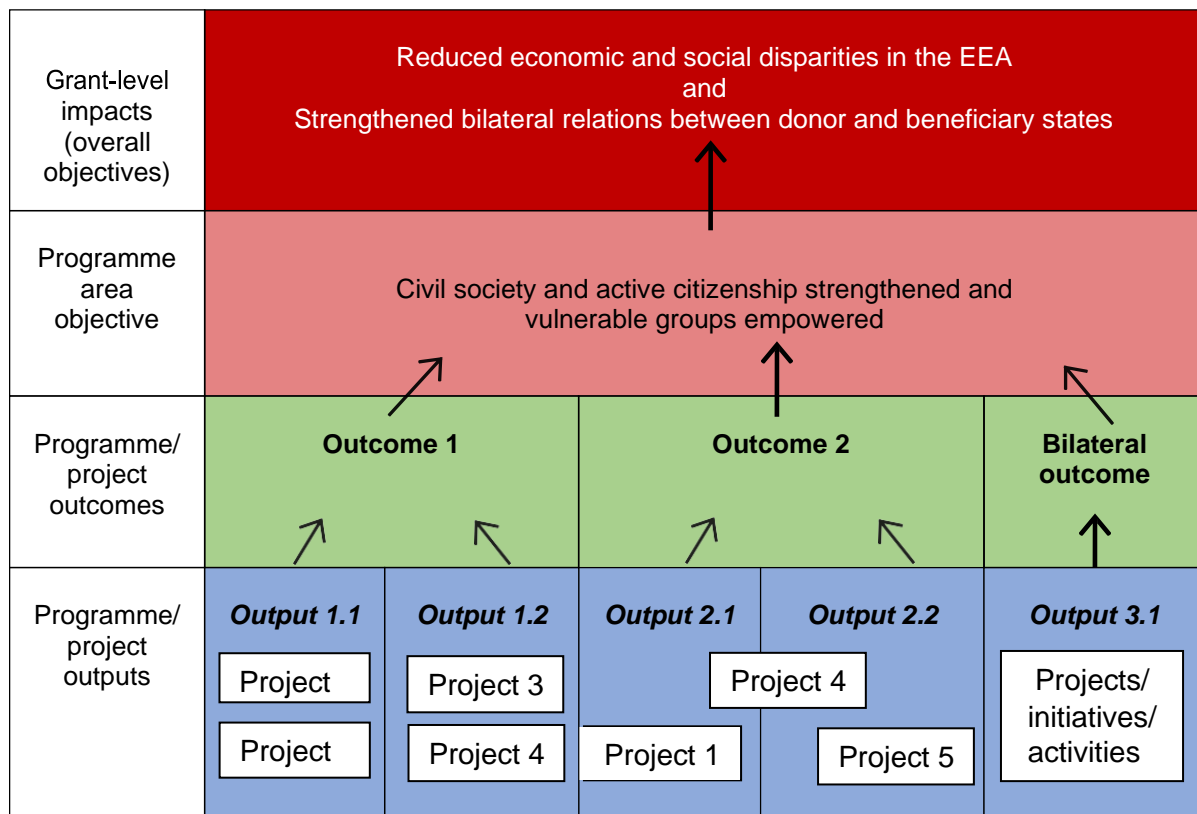 Grant-level
impacts
(overall
objectives)
Reduced economic and social disparities in the EEA
and
Strengthened bilateral relations between donor and beneficiary states
Programme
area
objective
Civil society and active citizenship strengthened and
vulnerable groups empowered
Programme/
project
outcomes
Outcome 1
Outcome 2
Bilateral
outcome
Programme/
project
outputs
Output 1.1
Output 1.2
Output 2.1
Output 2.2
Output 3.1
Project
Project
Project 3
Project 4
Project 4
Project 1
Project 5
Projects/
initiatives/
activities